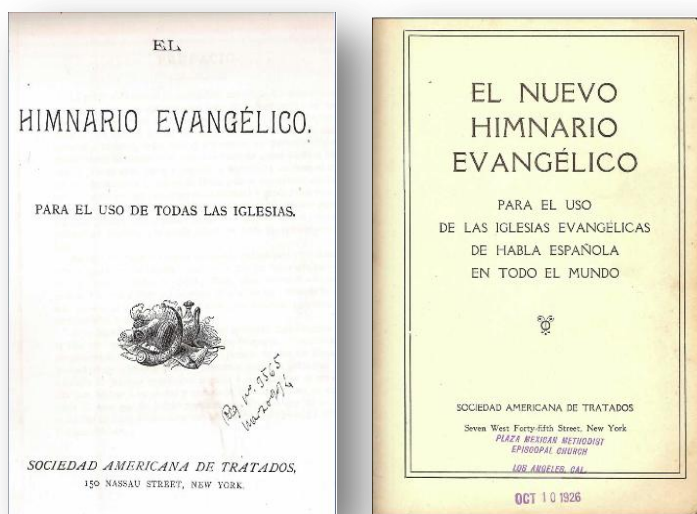 EL
HIMNARIO EVANGÉLICO.
PARA EL USO DE TODAS LAS IGLESIAS.
SOCIEDAD AMERICANA DE TRATADOS,
150 NASSAU STREET, NEW YORK.
EL NUEVO
HIMNARIO
EVANGÉLICO
PARA EL USO
DE LAS IGLESIAS EVANGÉLICAS
DE HABLA ESPAÑOLA
EN TODO EL MUNDO
SOCIEDAD AMERICANA DE TRATADOS
Seven West Forty-fifth Street, New York
PLAZA MEXICAN METHODIST
EPISCOPAL CHURCH
LOS ANGELES, CAL.
OCT 10 1926